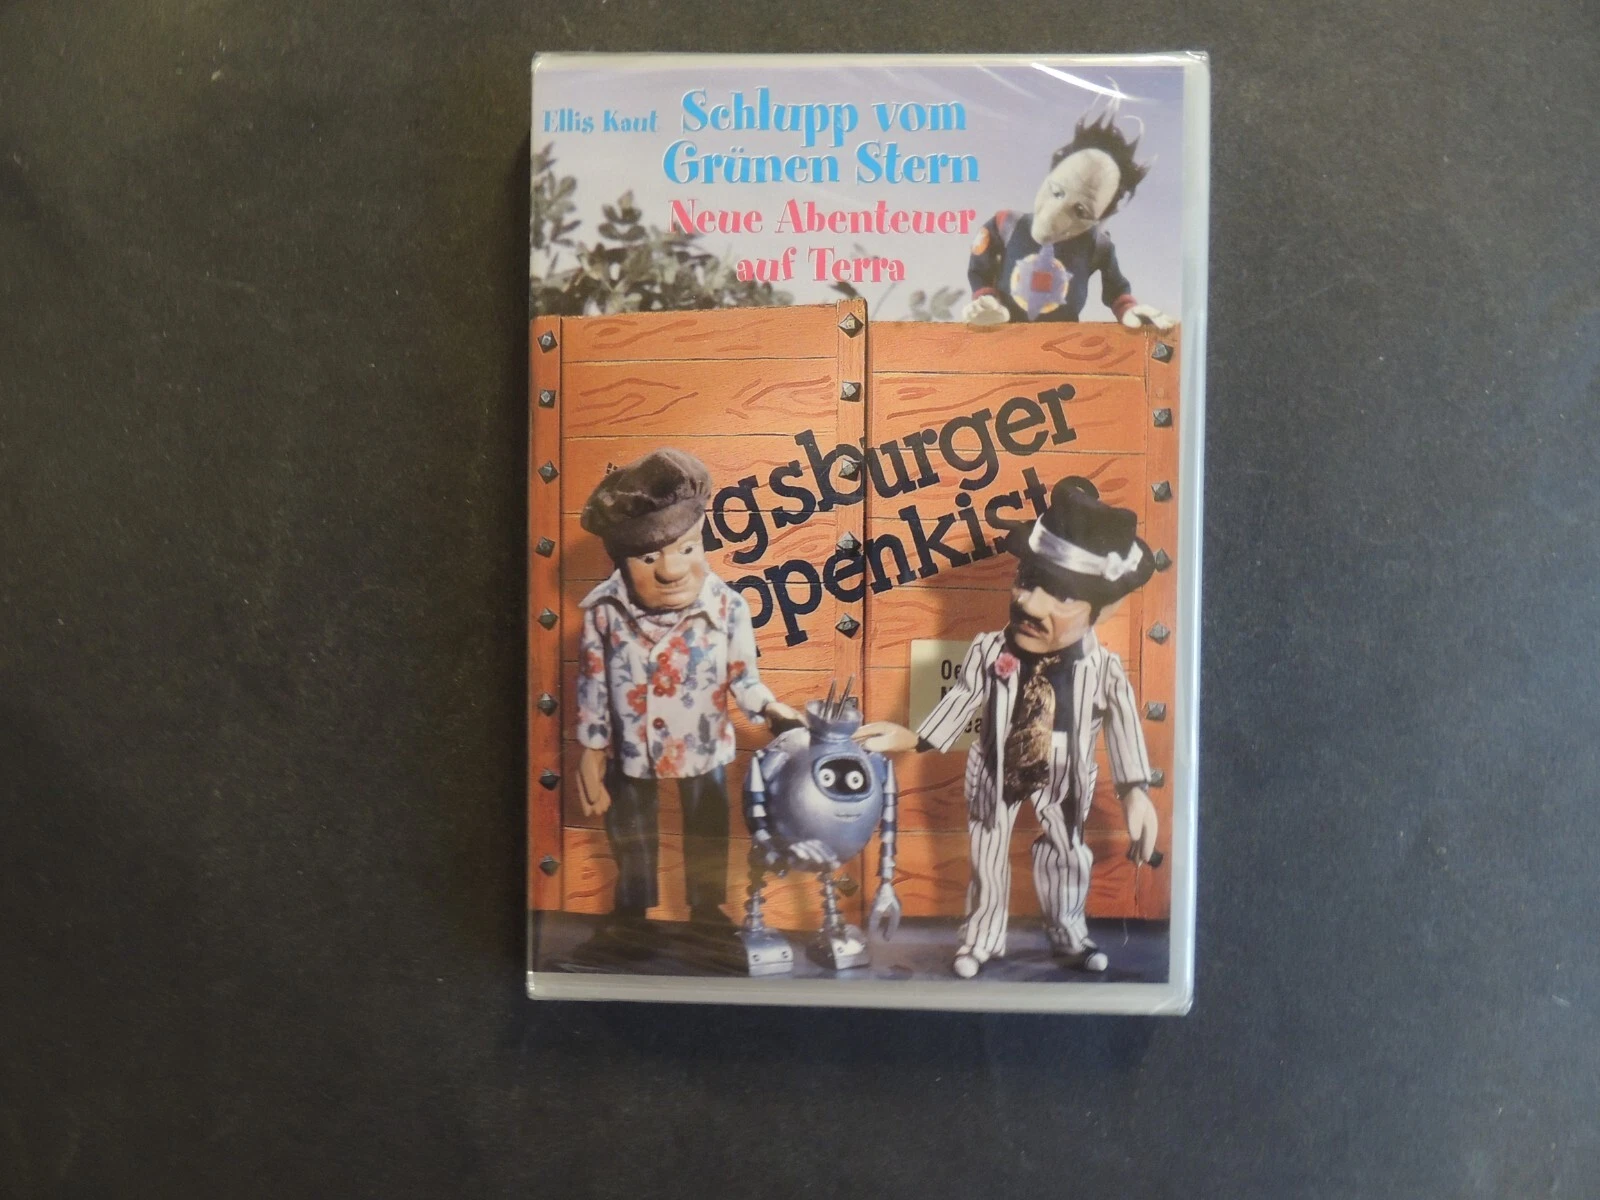 Ellis Kaut
Schlupp vom
Grünen Stern
Neue Abenteuer
auf Terra
gsburger
ppenkiste